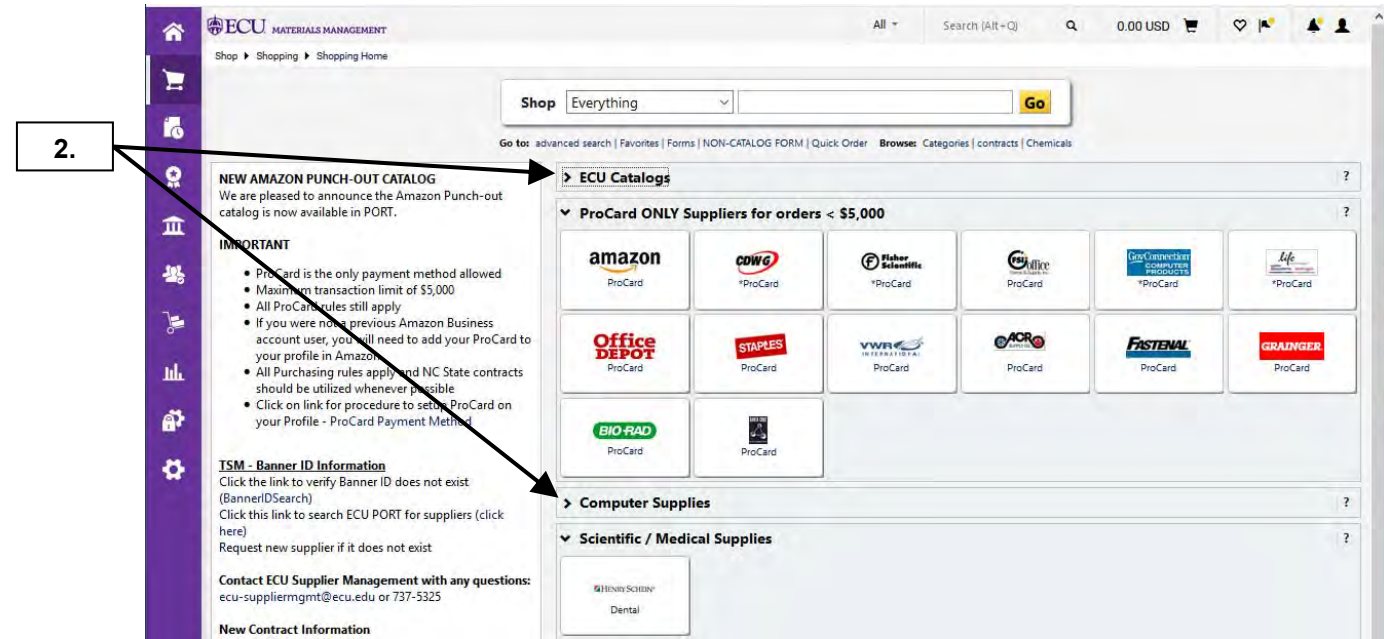 ECU MATERIALS MANAGEMENT
All
Search (Alt+Q)
0.00 USD
Shop Shopping Shopping Home
Shop Everything Go
Go to: advanced search | Favorites | Forms | NON-CATALOG FORM | Quick Order Browse: Categories | contracts | Chemicals
2.
NEW AMAZON PUNCH-OUT CATALOG
We are pleased to announce the Amazon Punch-out
catalog is now available in PORT.
IMPORTANT
• ProCard is the only payment method allowed
• Maximum transaction limit of $5,000
• All ProCard rules still apply
• If you were not a previous Amazon Business
account user, you will need to add your ProCard to
your profile in Amazon
• All Purchasing rules apply and NC State contracts
should be utilized whenever possible
• Click on link for procedure to setup ProCard on
your Profile - ProCard Payment Method
TSM - Banner ID Information
Click the link to verify Banner ID does not exist
(BannerIDSearch)
Click this link to search ECU PORT for suppliers (click
here)
Request new supplier if it does not exist
Contact ECU Supplier Management with any questions:
ecu-suppliermgmt@ecu.edu or 737-5325
New Contract Information
ECU Catalogs ?
ProCard ONLY Suppliers for orders < $5,000 ?
amazon
ProCard
CDWG
*ProCard
Fisher
Scientific
*ProCard
FSIoffice
ProCard
GovConnection
COMPUTER
PRODUCTS
*ProCard
life
*ProCard
Office
DEPOT
ProCard
STAPLES
ProCard
VWR
INTERNATIONAL
ProCard
ACR
ProCard
FASTENAL
ProCard
GRAINGER
ProCard
BIO-RAD
ProCard
ProCard
Computer Supplies ?
Scientific / Medical Supplies ?
HENRY SCHEIN
Dental